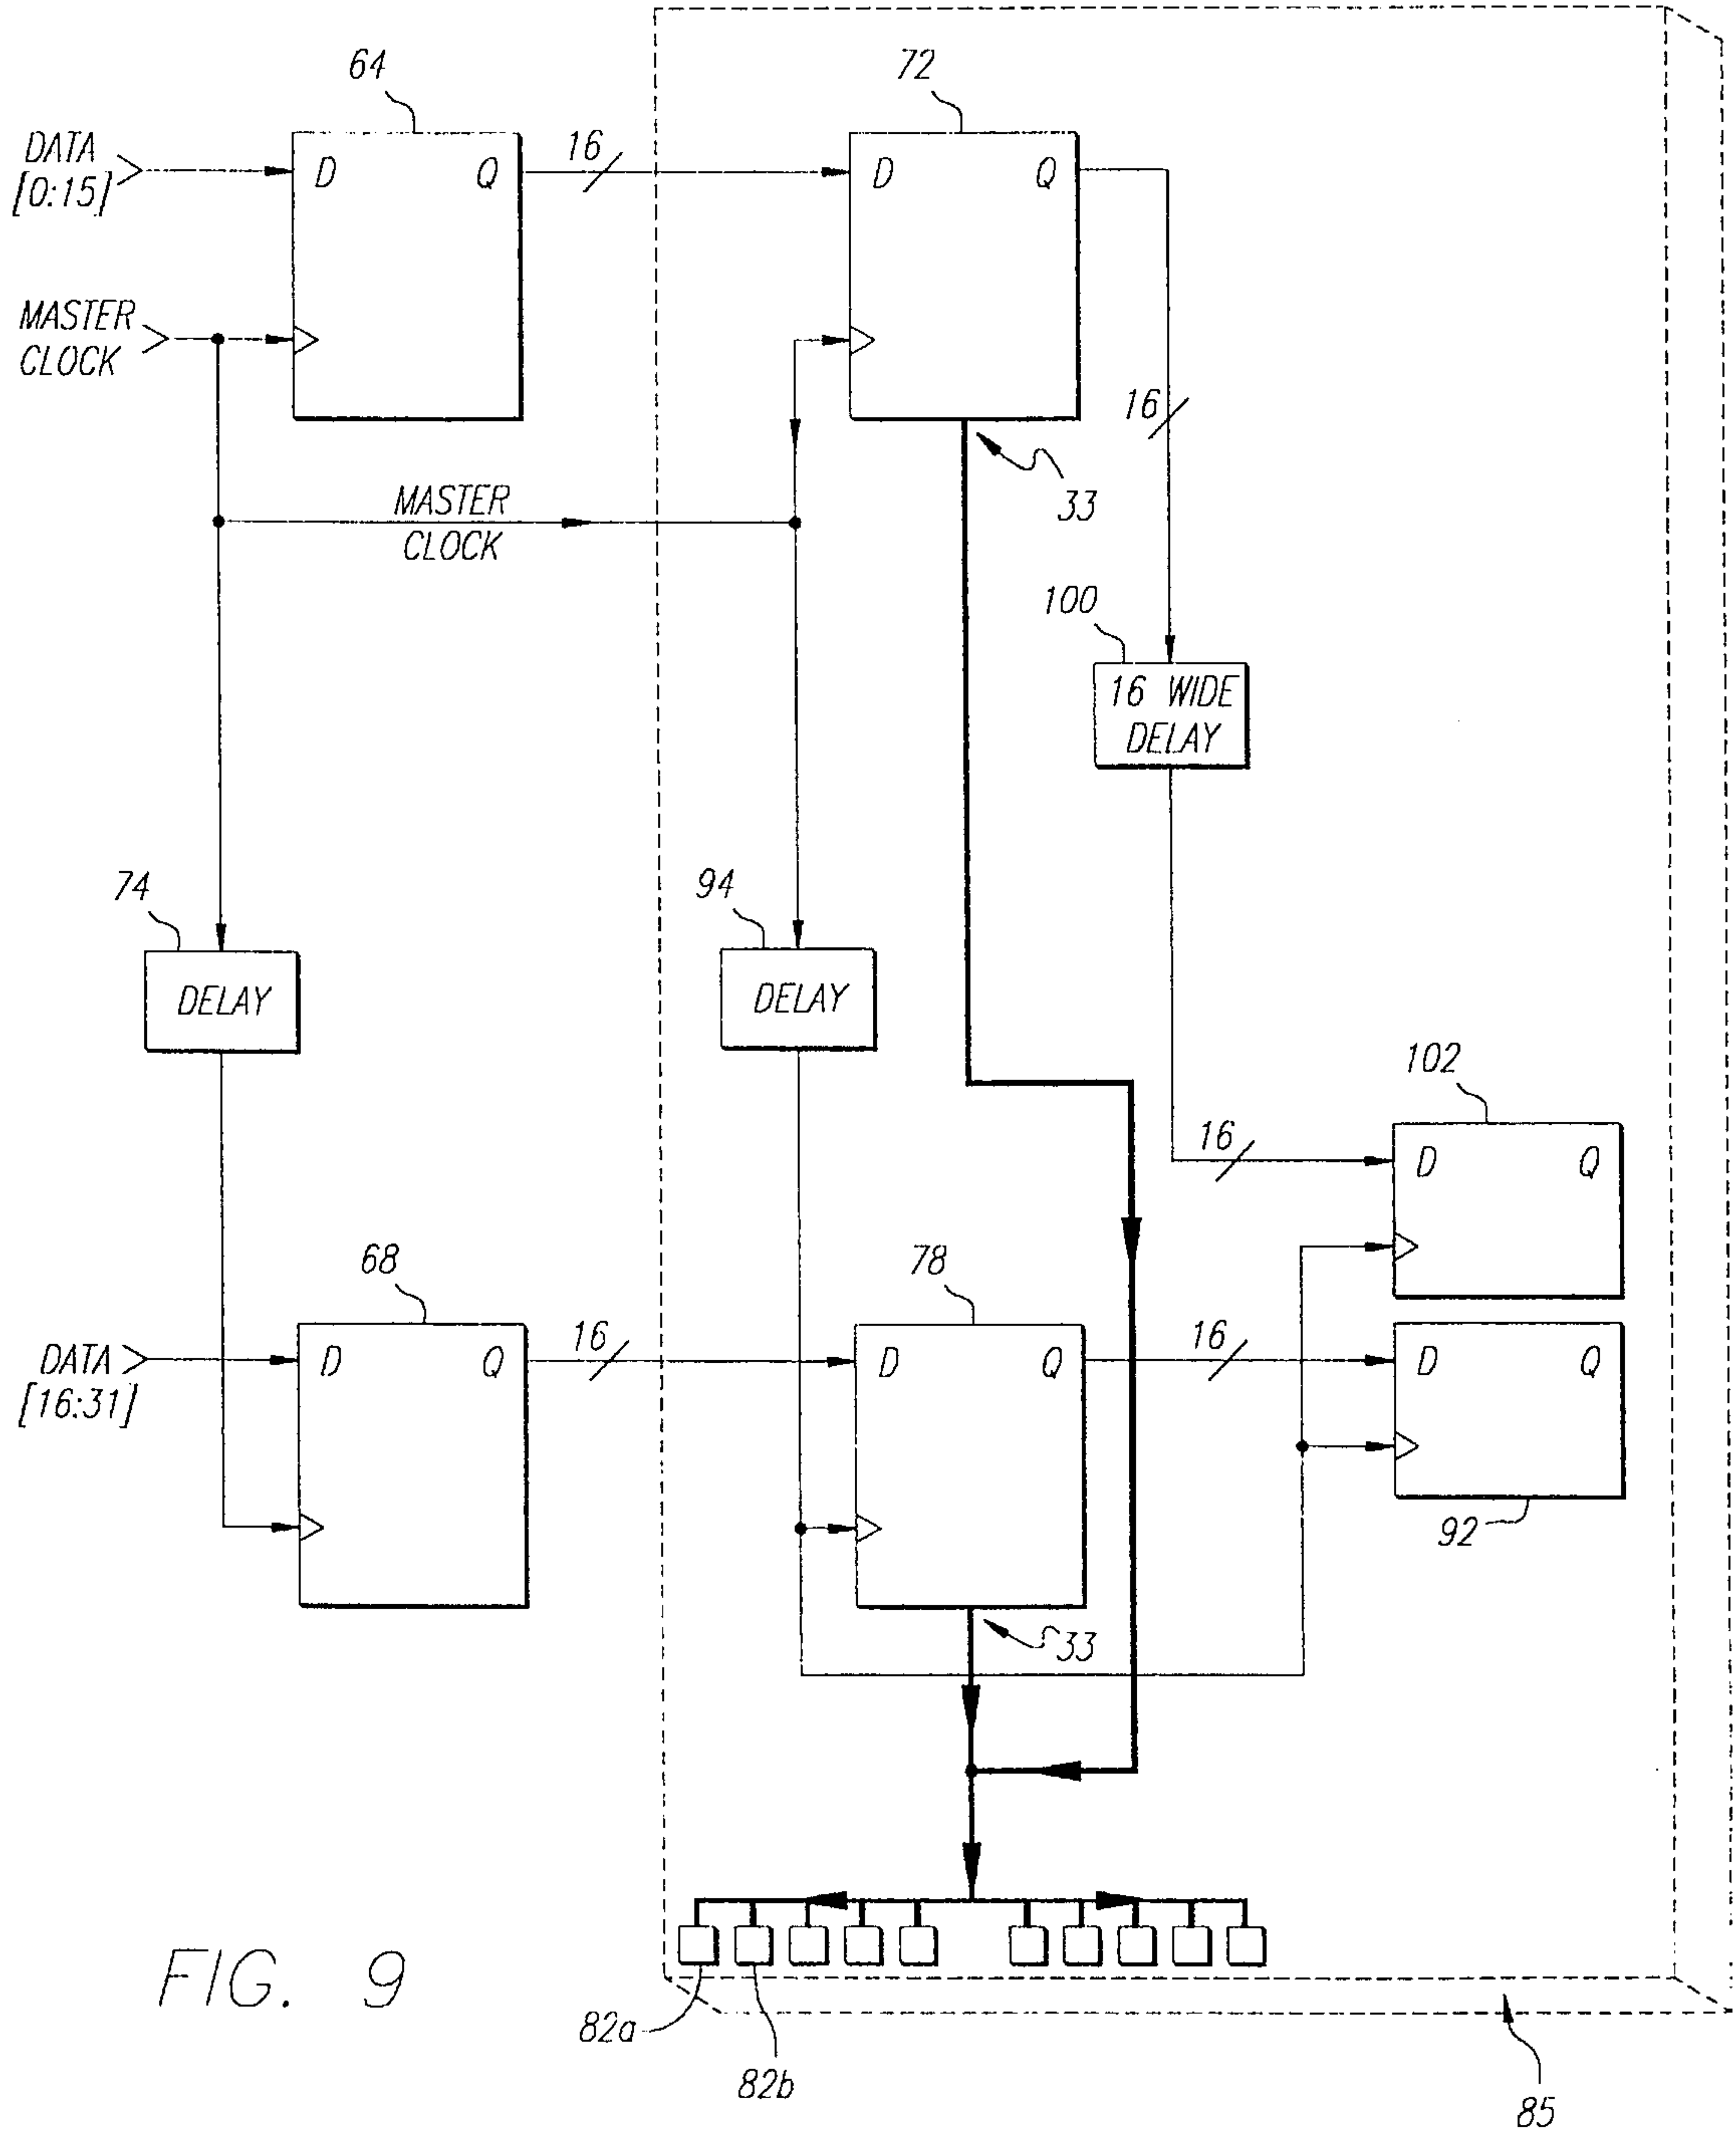 64
72
DATA
[0:15]
D Q
16
D Q
MASTER
CLOCK
16
MASTER
CLOCK
33
100
16 WIDE
DELAY
74
94
DELAY
DELAY
102
16
D Q
68
78
DATA
[16:31]
D Q
16
D Q
16
D Q
92
33
FIG. 9
82a
82b
85